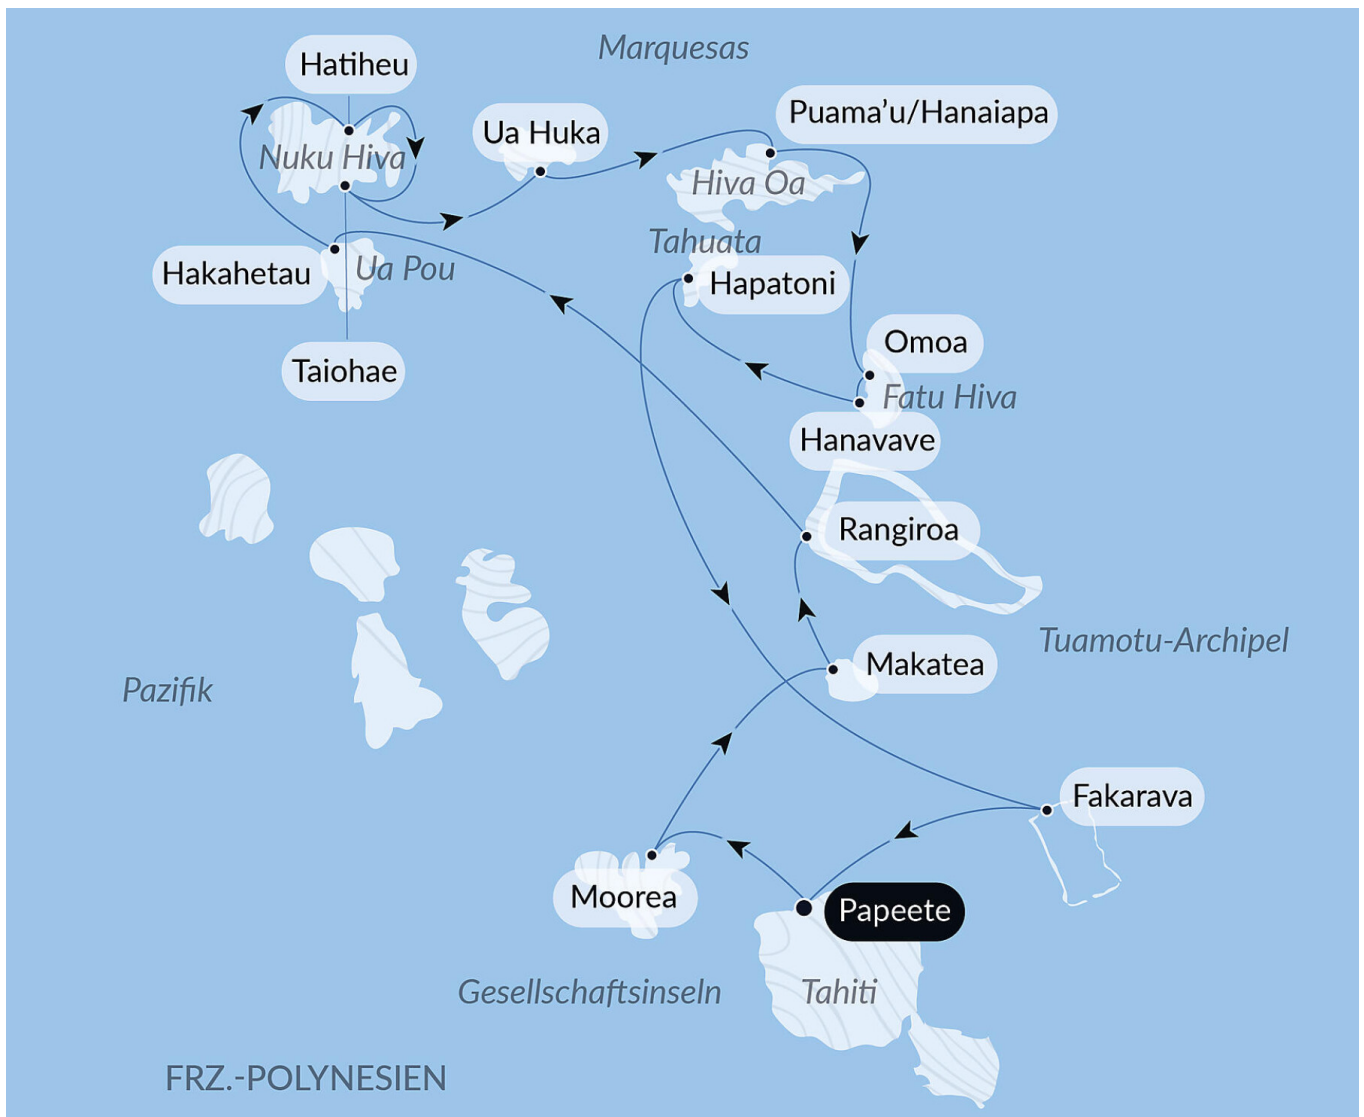 Marquesas
Hatiheu
Puama’u/Hanaiapa
Ua Huka
Nuku Hiva
Hiva Oa
Tahuata
Hakahetau
Ua Pou
Hapatoni
Omoa
Taiohae
Fatu Hiva
Hanavave
Rangiroa
Tuamotu-Archipel
Makatea
Pazifik
Fakarava
Moorea
Papeete
Gesellschaftsinseln
Tahiti
FRZ.-POLYNESIEN